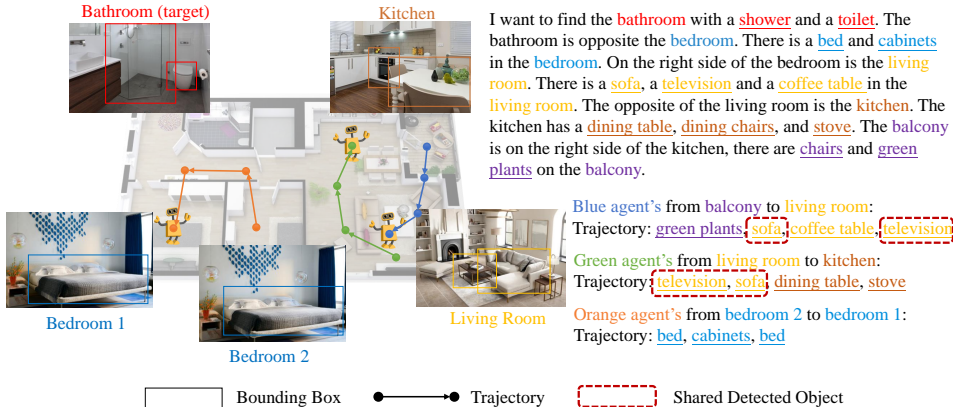 Bathroom (target)
Kitchen
I want to find the bathroom with a shower and a toilet. The
bathroom is opposite the bedroom. There is a bed and cabinets
in the bedroom. On the right side of the bedroom is the living
room. There is a sofa, a television and a coffee table in the
living room. The opposite of the living room is the kitchen. The
kitchen has a dining table, dining chairs, and stove. The balcony
is on the right side of the kitchen, there are chairs and green
plants on the balcony.
Blue agent's from balcony to living room:
Trajectory: green plants, sofa, coffee table, television
Green agent's from living room to kitchen:
Trajectory: television, sofa, dining table, stove
Orange agent's from bedroom 2 to bedroom 1:
Trajectory: bed, cabinets, bed
Bedroom 1
Bedroom 2
Living Room
Bounding Box
Trajectory
Shared Detected Object